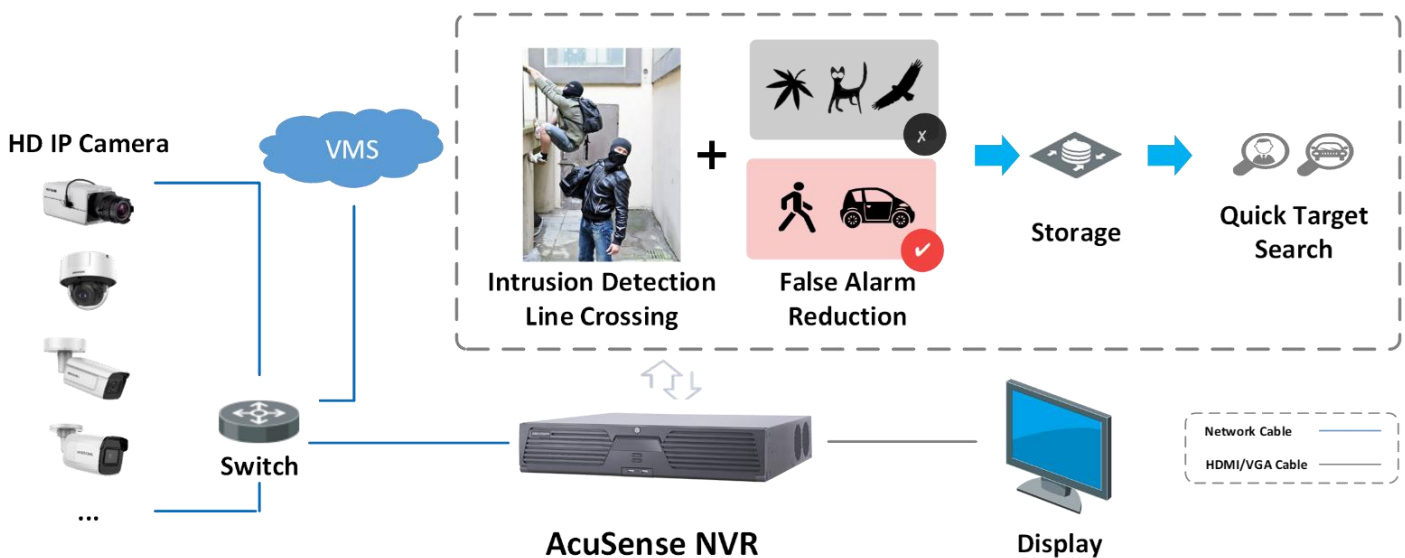 HD IP Camera
VMS
Intrusion Detection
Line Crossing
+
False Alarm
Reduction
Storage
Quick Target
Search
Switch
...
AcuSense NVR
Display
Network Cable
HDMI/VGA Cable